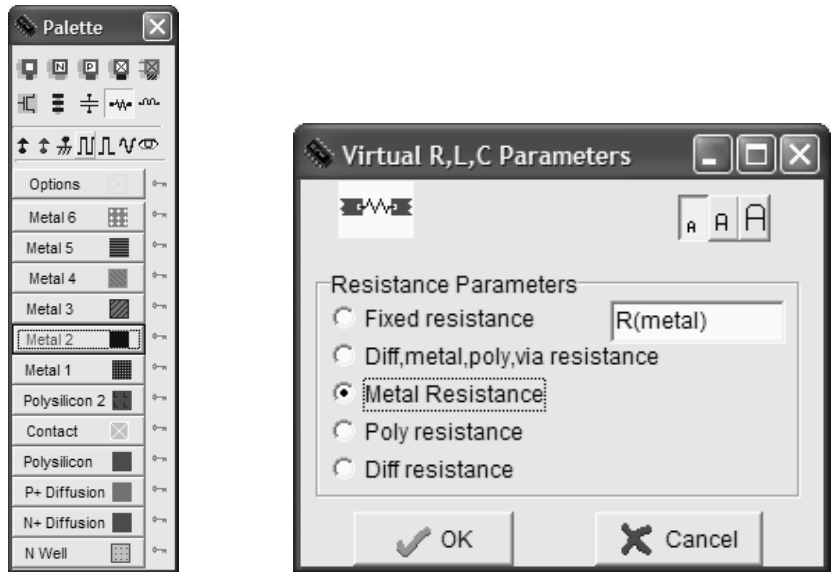 Palette
N P
Options
Metal 6
Metal 5
Metal 4
Metal 3
Metal 2
Metal 1
Polysilicon 2
Contact
Polysilicon
P+ Diffusion
N+ Diffusion
N Well
Virtual R,L,C Parameters
A A A
Resistance Parameters
Fixed resistance R(metal)
Diff,metal,poly,via resistance
Metal Resistance
Poly resistance
Diff resistance
OK Cancel